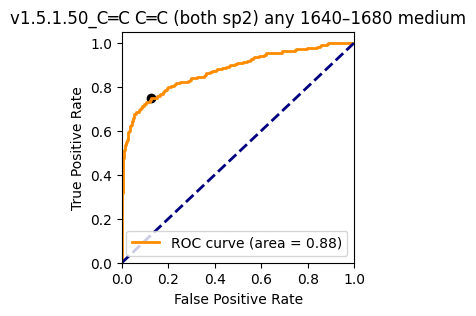 v1.5.1.50_C=C C=C (both sp2) any 1640–1680 medium
True Positive Rate
1.0
0.8
0.6
0.4
0.2
0.0
ROC curve (area = 0.88)
0.0 0.2 0.4 0.6 0.8 1.0
False Positive Rate